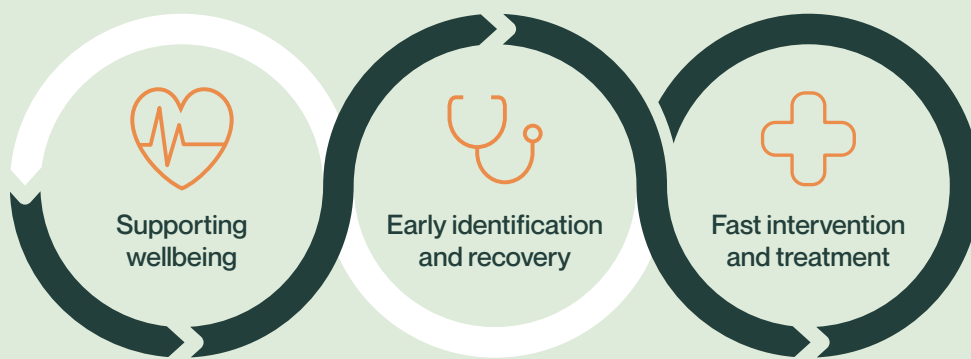 Supporting
wellbeing
Early identification
and recovery
Fast intervention
and treatment